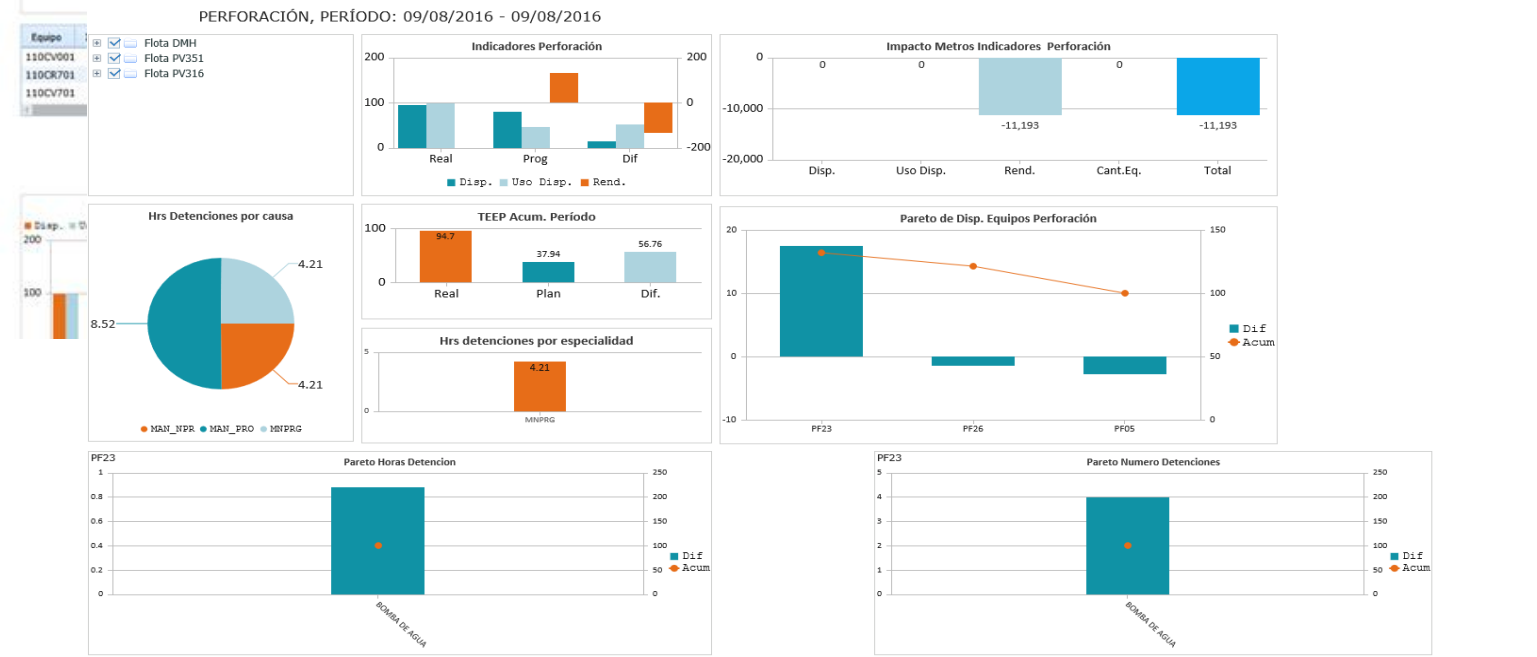 PERFORACIÓN, PERÍODO: 09/08/2016 - 09/08/2016
Equipo
110CV001
110CR701
110CV701
Flota DMH
Flota PV351
Flota PV316
Indicadores Perforación
200
100
0
200
0
-200
Real
Prog
Dif
Disp. Uso Disp. Rend.
Impacto Metros Indicadores Perforación
0
-10,000
-20,000
0
0
-11,193
0
-11,193
Disp.
Uso Disp.
Rend.
Cant.Eq.
Total
Disp.
200
100
Hrs Detenciones por causa
4.21
8.52
4.21
MAN_NPR MAN_PRO MNPRG
TEEP Acum. Período
100
0
94.7
37.94
56.76
Real
Plan
Dif.
Hrs detenciones por especialidad
5
0
4.21
MNPRG
Pareto de Disp. Equipos Perforación
20
10
0
-10
150
100
50
0
PF23
PF26
PF05
Dif
Acum
PF23
Pareto Horas Detencion
1
0.8
0.6
0.4
0.2
0
250
200
150
100
50
0
BOMBA DE AGUA
Dif
Acum
PF23
Pareto Numero Detenciones
5
4
3
2
1
0
250
200
150
100
50
0
BOMBA DE AGUA
Dif
Acum